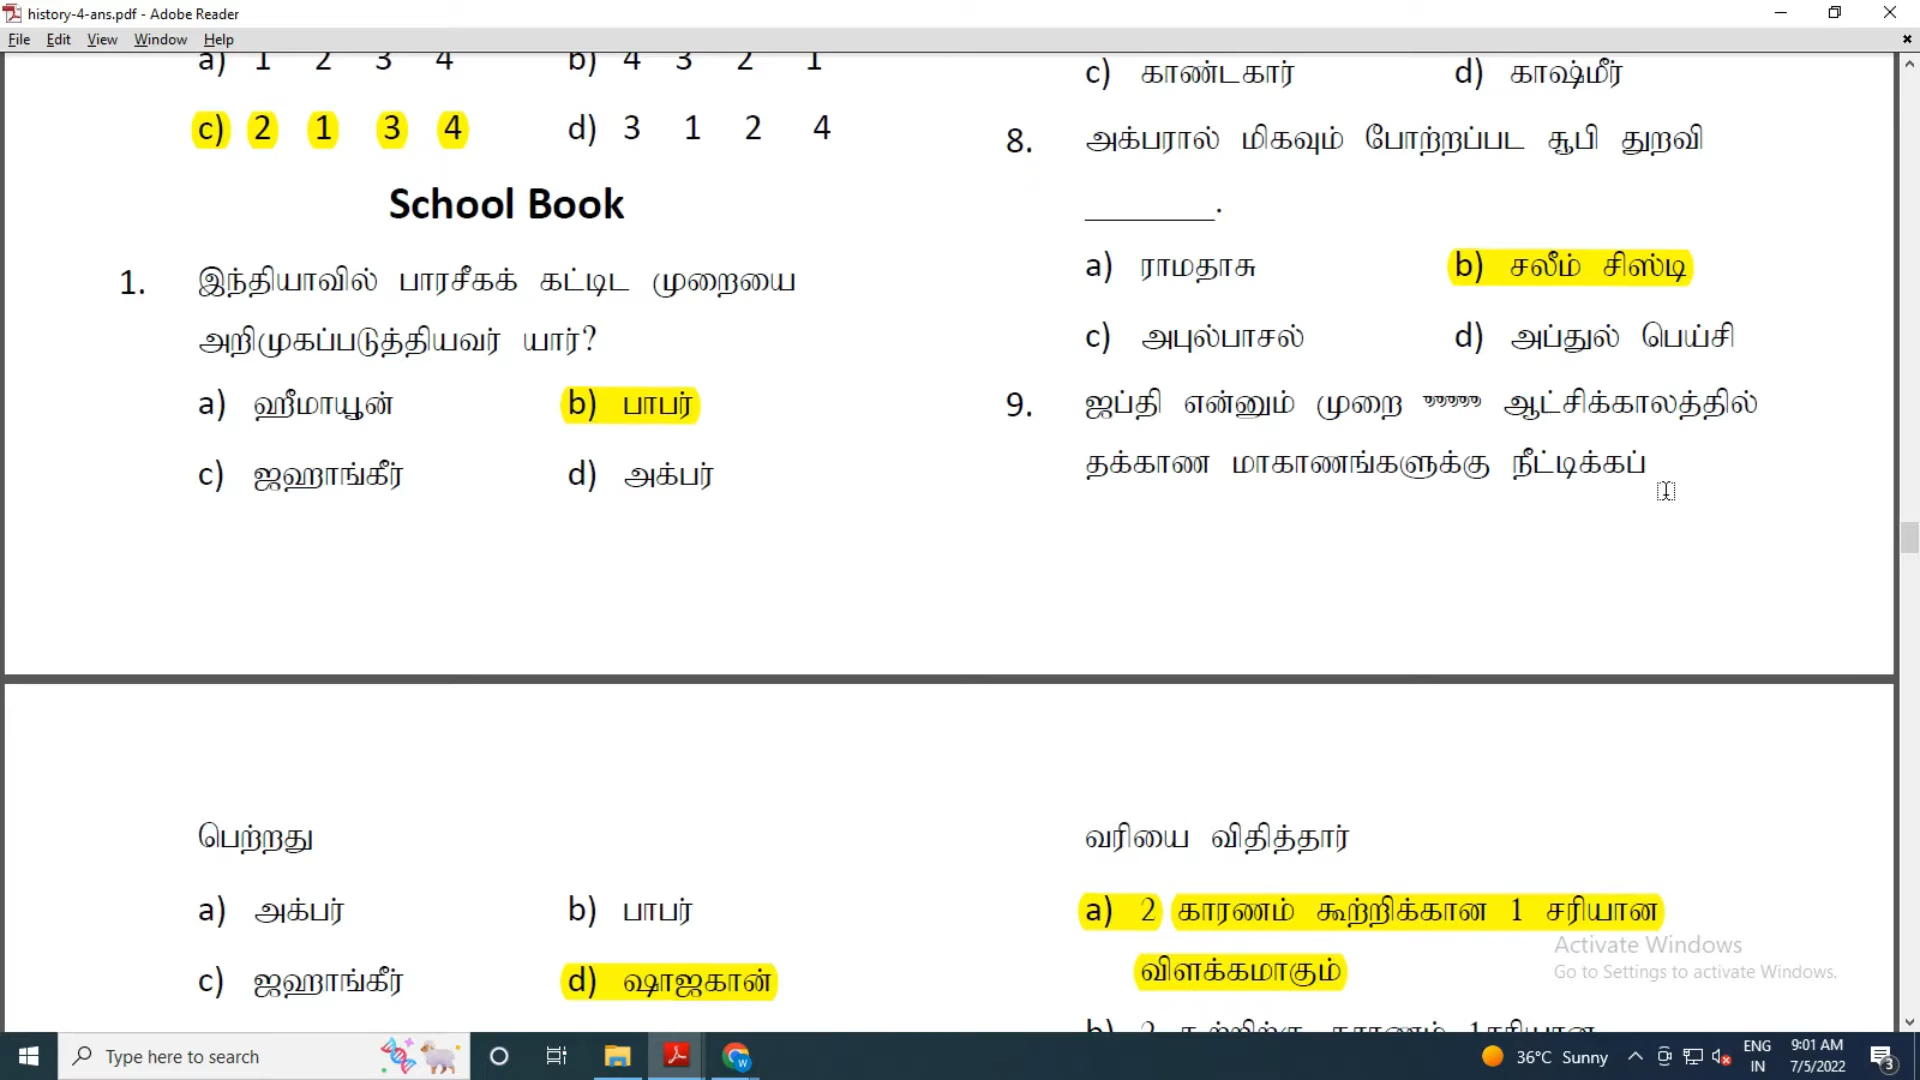 history-4-ans.pdf - Adobe Reader
File Edit View Window Help
a) 1 2 3 4 b) 4 3 2 1
c) 2 1 3 4 d) 3 1 2 4
School Book
1. இந்தியாவில் பாரசீகக் கட்டிட முறையை
அறிமுகப்படுத்தியவர் யார்?
a) ஹீமாயூன் b) பாபர்
c) ஜஹாங்கீர் d) அக்பர்
c) காண்டகார் d) காஷ்மீர்
8. அக்பரால் மிகவும் போற்றப்பட சூபி துறவி
________.
a) ராமதாசு b) சலீம் சிஸ்டி
c) அபுல்பாசல் d) அப்துல் பெய்சி
9. ஜப்தி என்னும் முறை ஆட்சிக்காலத்தில்
தக்காண மாகாணங்களுக்கு நீட்டிக்கப்
பெற்றது
a) அக்பர் b) பாபர்
c) ஜஹாங்கீர் d) ஷாஜகான்
வரியை விதித்தார்
a) 2 காரணம் கூற்றிக்கான 1 சரியான
விளக்கமாகும்
Activate Windows
Go to Settings to activate Windows.
Type here to search
36°C Sunny
ENG
IN
9:01 AM
7/5/2022
3